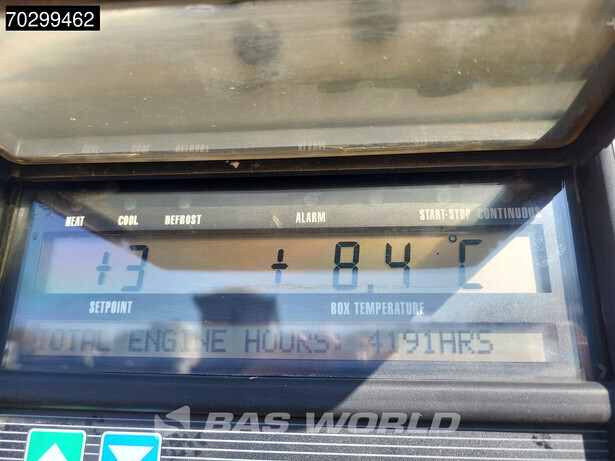 70299462
HEAT COOL DEFROST ALARM START-STOP CONTINUOUS
+3 + 8,4 °C
SETPOINT BOX TEMPERATURE
TOTAL ENGINE HOURS: 4191HRS
BAS WORLD